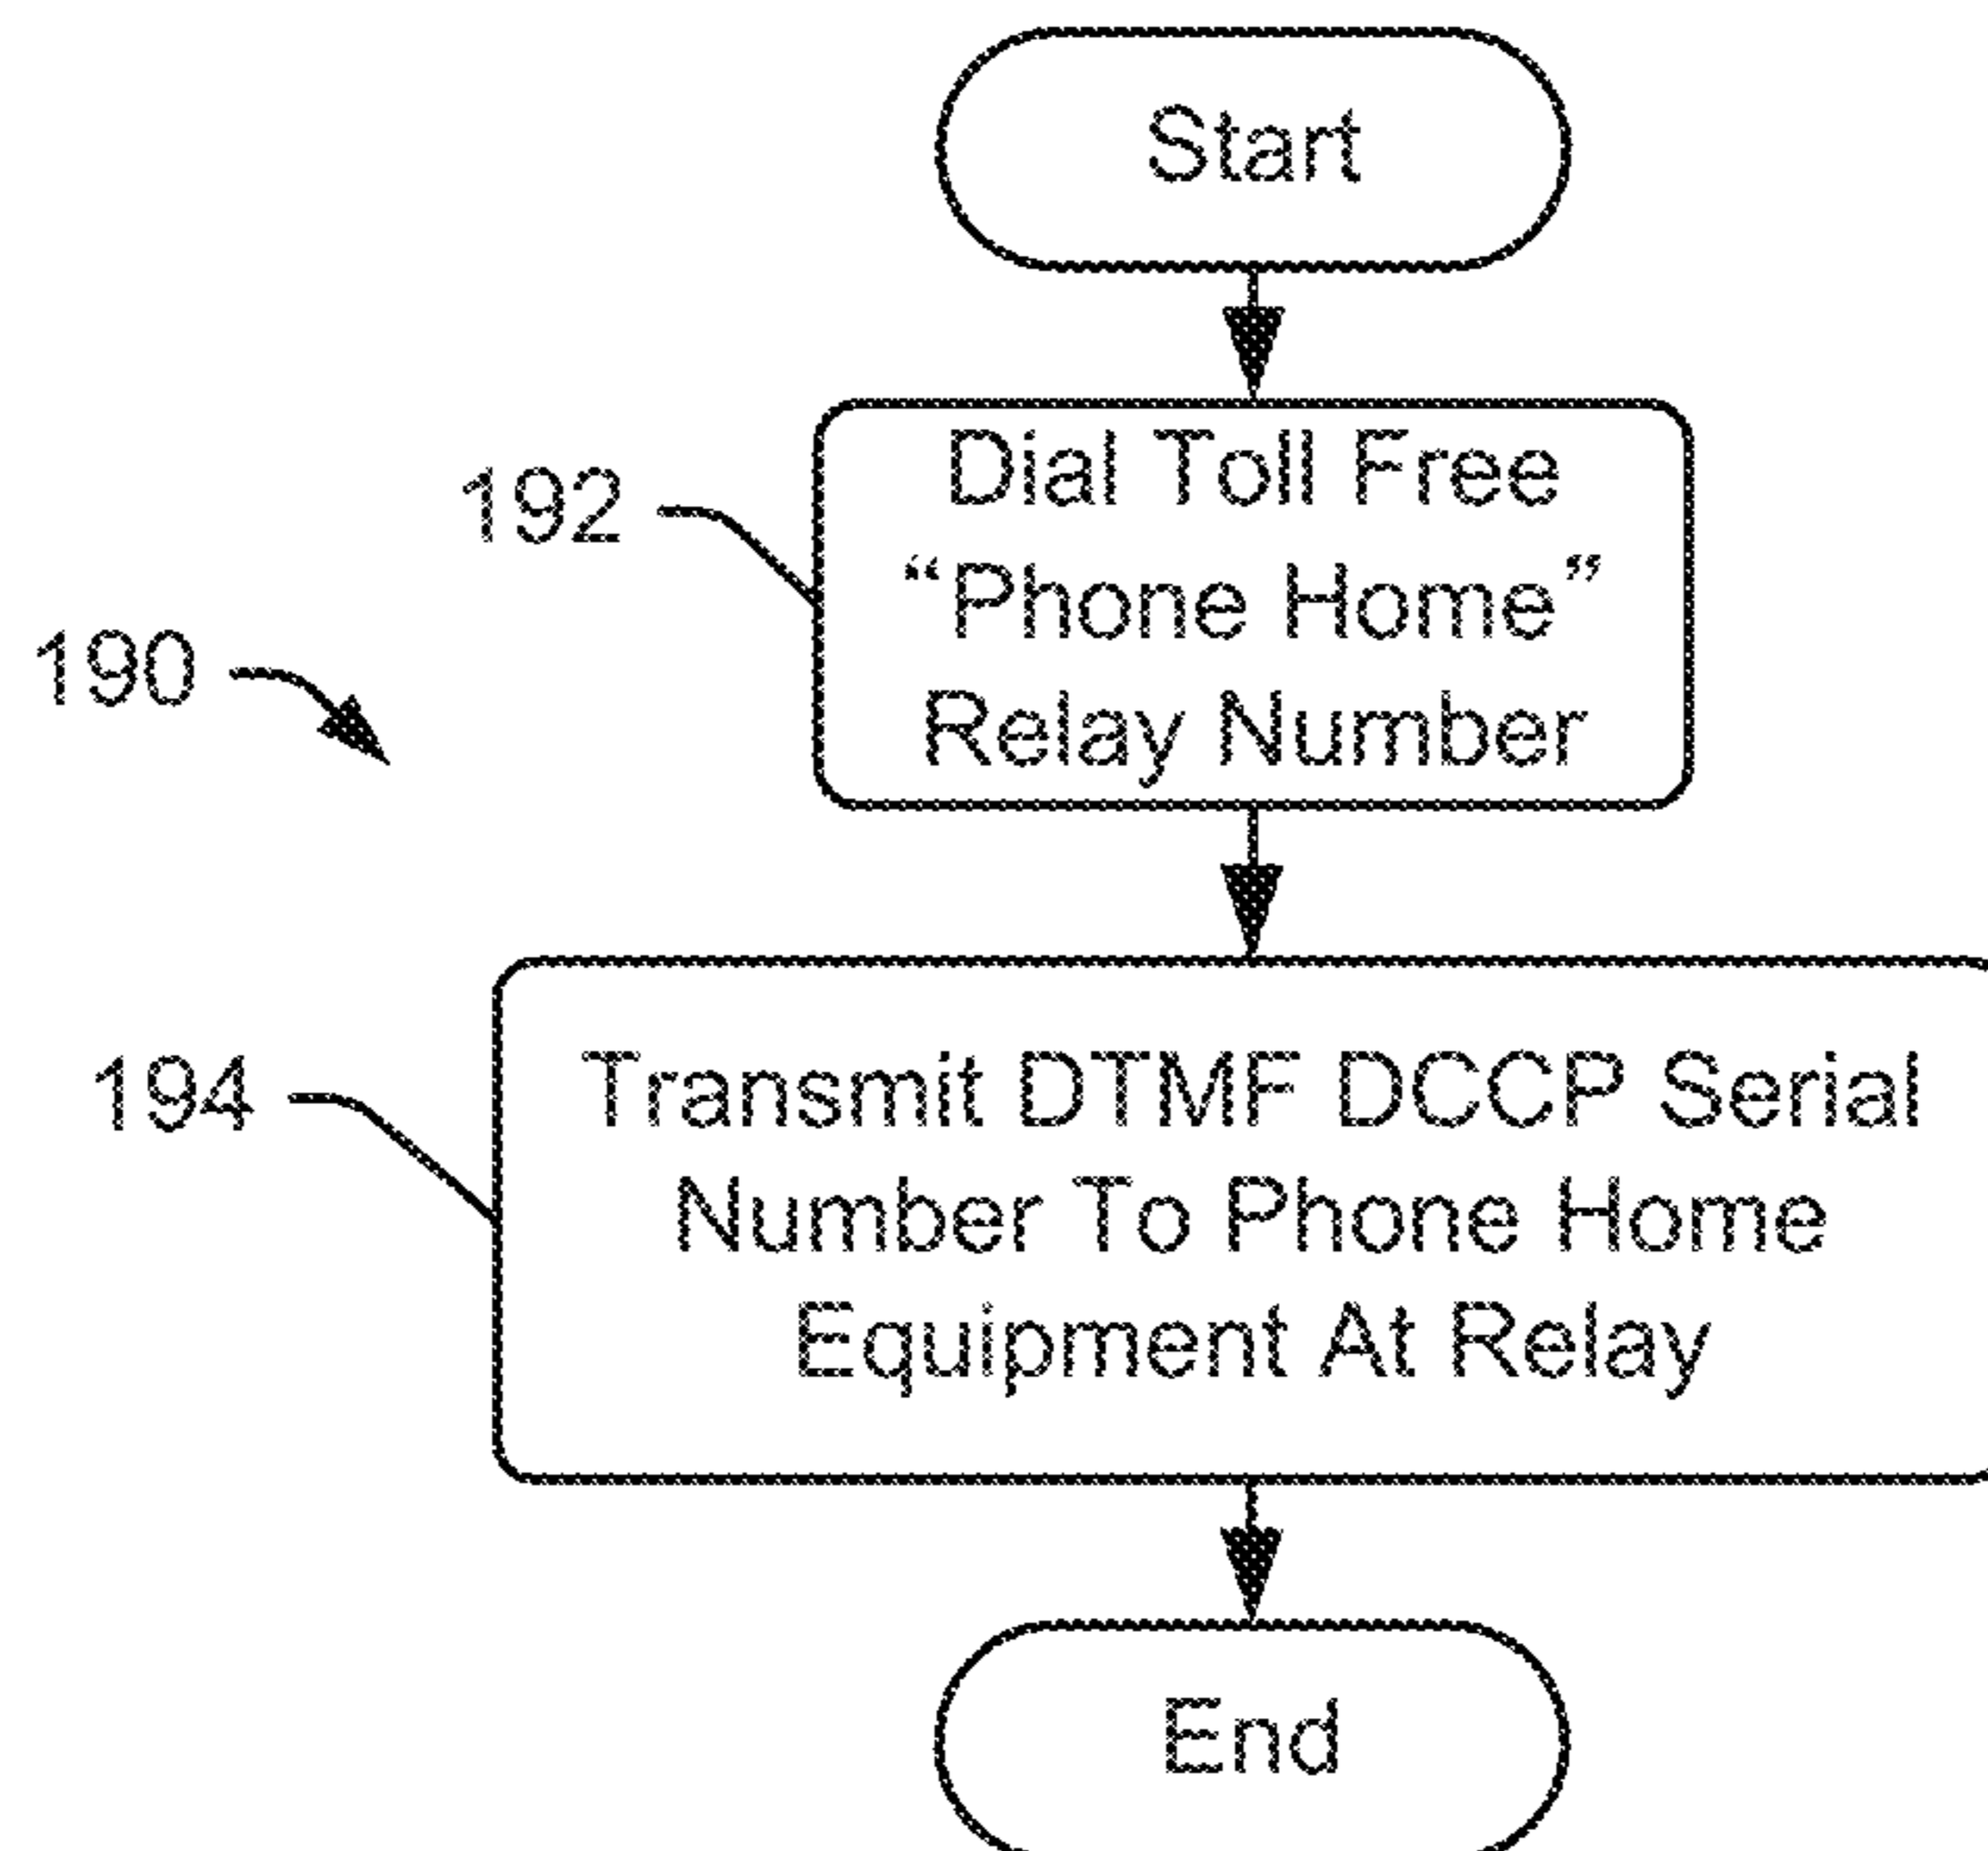 Start
192
Dial Toll Free
“Phone Home”
Relay Number
190
194
Transmit DTMF DCCP Serial
Number To Phone Home
Equipment At Relay
End